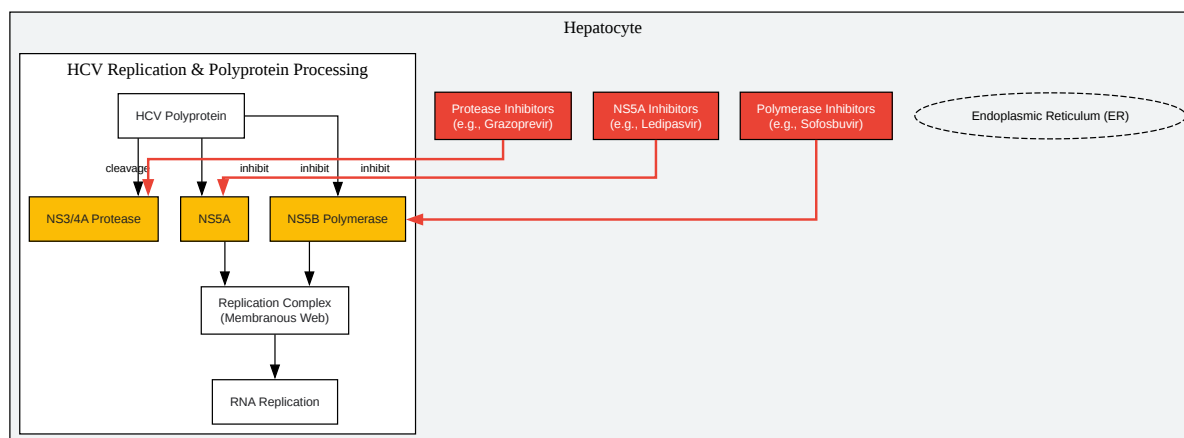 Hepatocyte
HCV Replication & Polyprotein Processing
HCV Polyprotein
Protease Inhibitors
(e.g., Grazoprevir)
NS5A Inhibitors
(e.g., Ledipasvir)
Polymerase Inhibitors
(e.g., Sofosbuvir)
Endoplasmic Reticulum (ER)
cleavage
inhibit
inhibit
inhibit
NS3/4A Protease
NS5A
NS5B Polymerase
Replication Complex
(Membranous Web)
RNA Replication